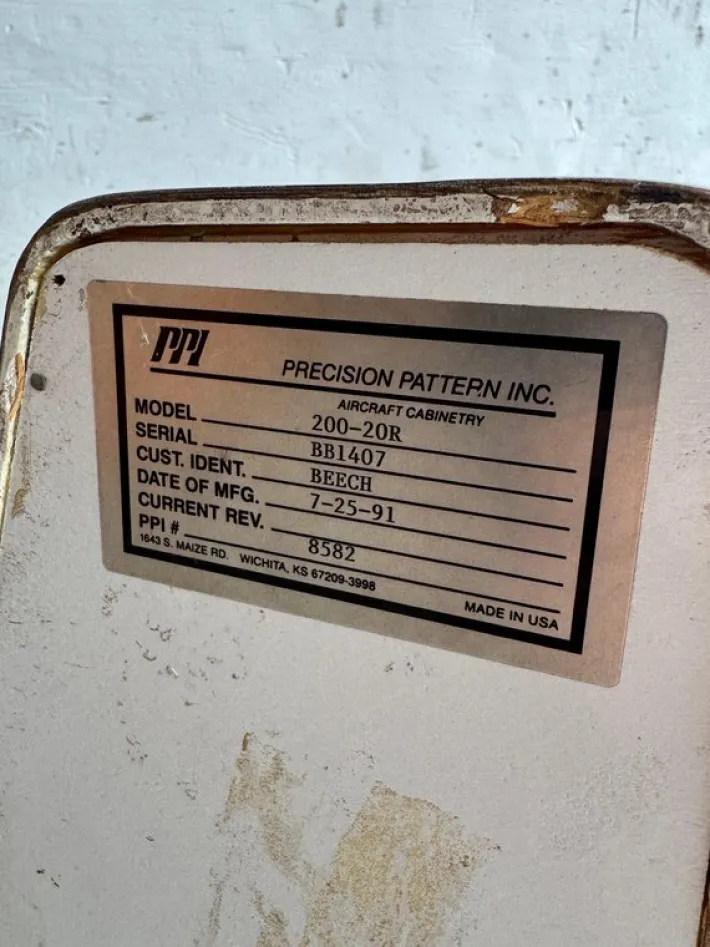 PPI
PRECISION PATTERN INC.
AIRCRAFT CABINETRY
MODEL 200-20R
SERIAL BB1407
CUST. IDENT. BEECH
DATE OF MFG. 7-25-91
CURRENT REV.
PPI # 8582
1643 S. MAIZE RD. WICHITA, KS 67209-3998
MADE IN USA